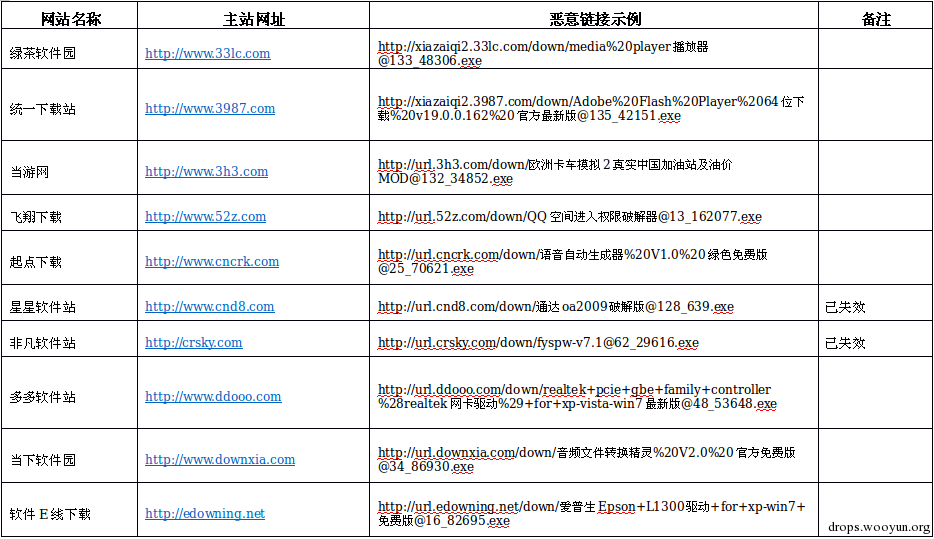 网站名称
主站网址
恶意链接示例
备注
绿茶软件园
http://www.33lc.com
http://xiazaiqi2.33lc.com/down/media%20player播放器
@133_48306.exe
统一下载站
http://www.3987.com
http://xiazaiqi2.3987.com/down/Adobe%20Flash%20Player%2064位下
载%20v19.0.0.162%20官方最新版@135_42151.exe
当游网
http://www.3h3.com
http://url.3h3.com/down/欧洲卡车模拟2真实中国加油站及油价
MOD@132_34852.exe
飞翔下载
http://www.52z.com
http://url.52z.com/down/QQ空间进入权限破解器@13_162077.exe
起点下载
http://www.cncrk.com
http://url.cncrk.com/down/语音自动生成器%20V1.0%20绿色免费版
@25_70621.exe
星星软件站
http://www.cnd8.com
http://url.cnd8.com/down/通达oa2009破解版@128_639.exe
已失效
非凡软件站
http://crsky.com
http://url.crsky.com/down/fyspw-v7.1@62_29616.exe
已失效
多多软件站
http://www.ddooo.com
http://url.ddooo.com/down/realtek+pcie+gbe+family+controller
%28realtek网卡驱动%29+for+xp-vista-win7最新版@48_53648.exe
当下软件园
http://www.downxia.com
http://url.downxia.com/down/音频文件转换精灵%20V2.0%20官方免费版
@34_86930.exe
软件E线下载
http://edowning.net
http://url.edowning.net/down/爱普生Epson+L1300驱动+for+xp-win7+
免费版@16_82695.exe
drops.wooyun.org